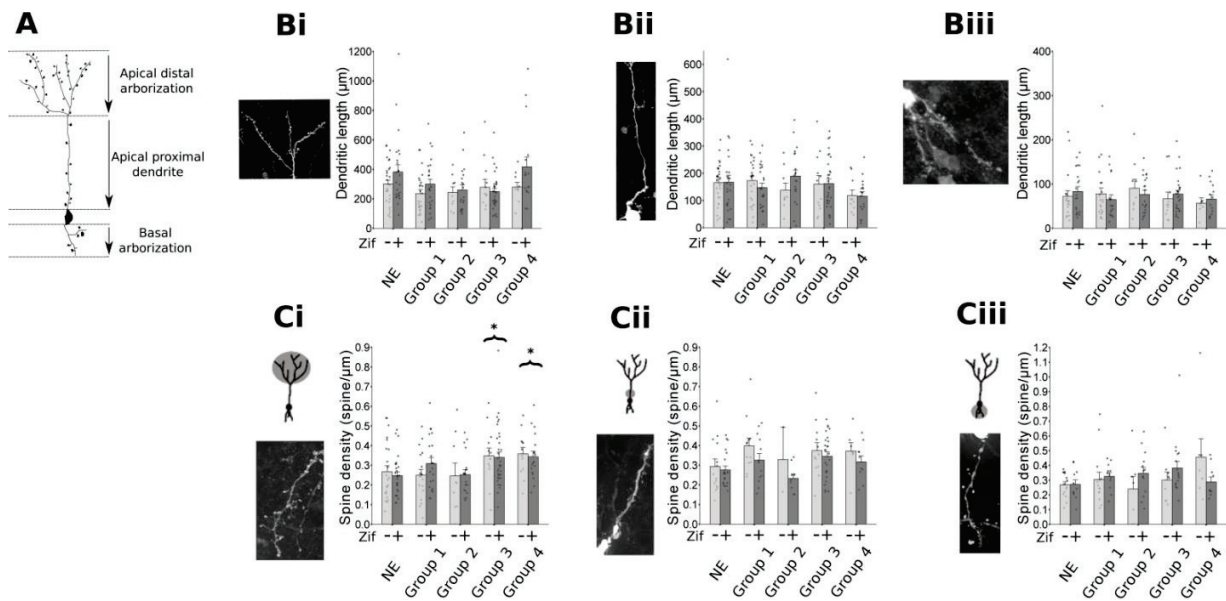 A
Apical distal
arborization
Apical proximal
dendrite
Basal
arborization
Bi
Dendritic length (μm)
1200
1000
800
600
400
200
0
Zif -+ -+ -+ -+ -+
NE
Group 1
Group 2
Group 3
Group 4
Bii
Dendritic length (μm)
600
500
400
300
200
100
0
Zif -+ -+ -+ -+ -+
NE
Group 1
Group 2
Group 3
Group 4
Biii
Dendritic length (μm)
400
300
200
100
0
Zif -+ -+ -+ -+ -+
NE
Group 1
Group 2
Group 3
Group 4
Ci
* *
Spine density (spine/μm)
0.9
0.8
0.7
0.6
0.5
0.4
0.3
0.2
0.1
0.0
Zif -+ -+ -+ -+ -+
NE
Group 1
Group 2
Group 3
Group 4
Cii
Spine density (spine/μm)
0.9
0.8
0.7
0.6
0.5
0.4
0.3
0.2
0.1
0.0
Zif -+ -+ -+ -+ -+
NE
Group 1
Group 2
Group 3
Group 4
Ciii
Spine density (spine/μm)
1.2
1.1
1.0
0.9
0.8
0.7
0.6
0.5
0.4
0.3
0.2
0.1
0.0
Zif -+ -+ -+ -+ -+
NE
Group 1
Group 2
Group 3
Group 4